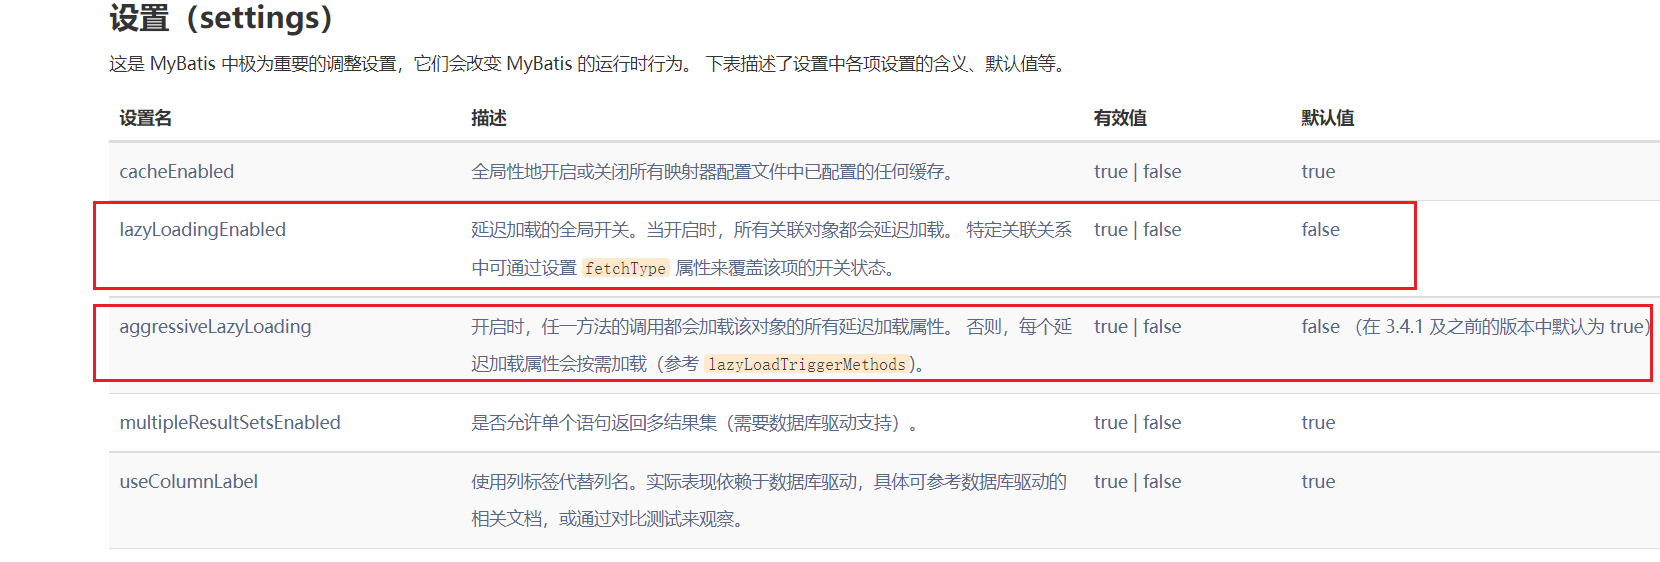 设置（settings）
这是 MyBatis 中极为重要的调整设置，它们会改变 MyBatis 的运行时行为。 下表描述了设置中各项设置的含义、默认值等。
设置名 描述 有效值 默认值
cacheEnabled 全局性地开启或关闭所有映射器配置文件中已配置的任何缓存。 true | false true
lazyLoadingEnabled 延迟加载的全局开关。当开启时，所有关联对象都会延迟加载。 特定关联关系 true | false false
中可通过设置 fetchType 属性来覆盖该项的开关状态。
aggressiveLazyLoading 开启时，任一方法的调用都会加载该对象的所有延迟加载属性。 否则，每个延 true | false false （在 3.4.1 及之前的版本中默认为 true）
迟加载属性会按需加载（参考 lazyLoadTriggerMethods)。
multipleResultSetsEnabled 是否允许单个语句返回多结果集（需要数据库驱动支持）。 true | false true
useColumnLabel 使用列标签代替列名。实际表现依赖于数据库驱动，具体可参考数据库驱动的 true | false true
相关文档，或通过对比测试来观察。